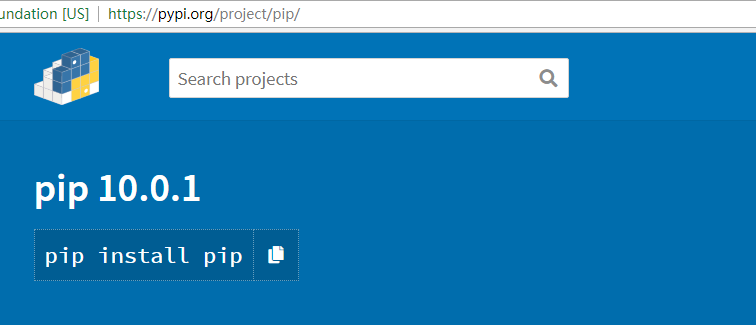 undation [US] | https://pypi.org/project/pip/
Search projects
pip 10.0.1
pip install pip